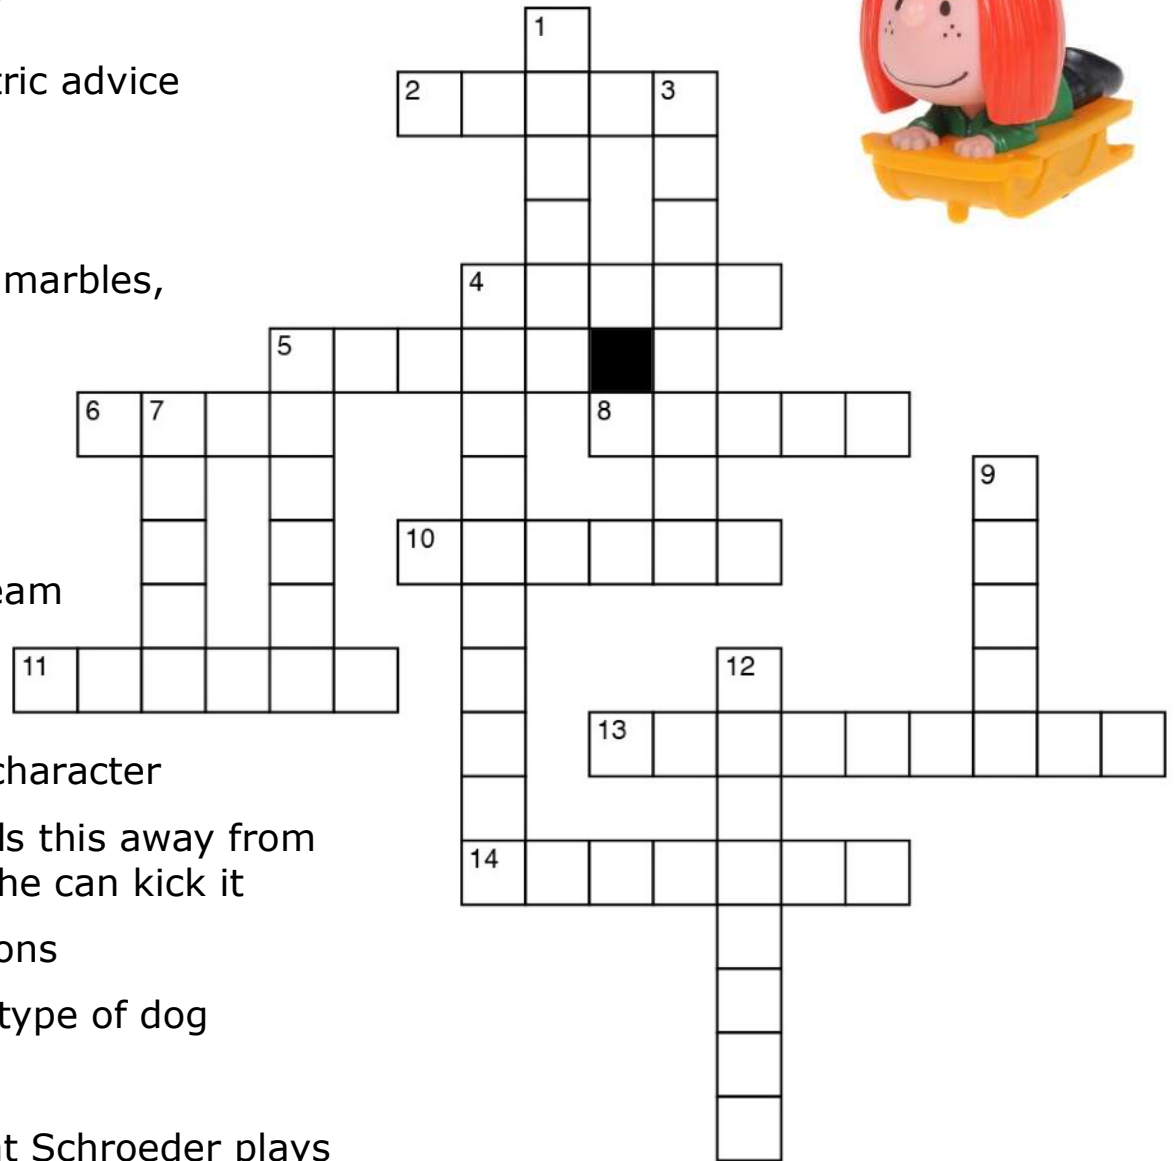 1
tric advice
2
3
marbles,
4
5
6
7
8
9
10
eam
11
12
13
character
ls this away from
he can kick it
14
ons
type of dog
t Schroeder plays